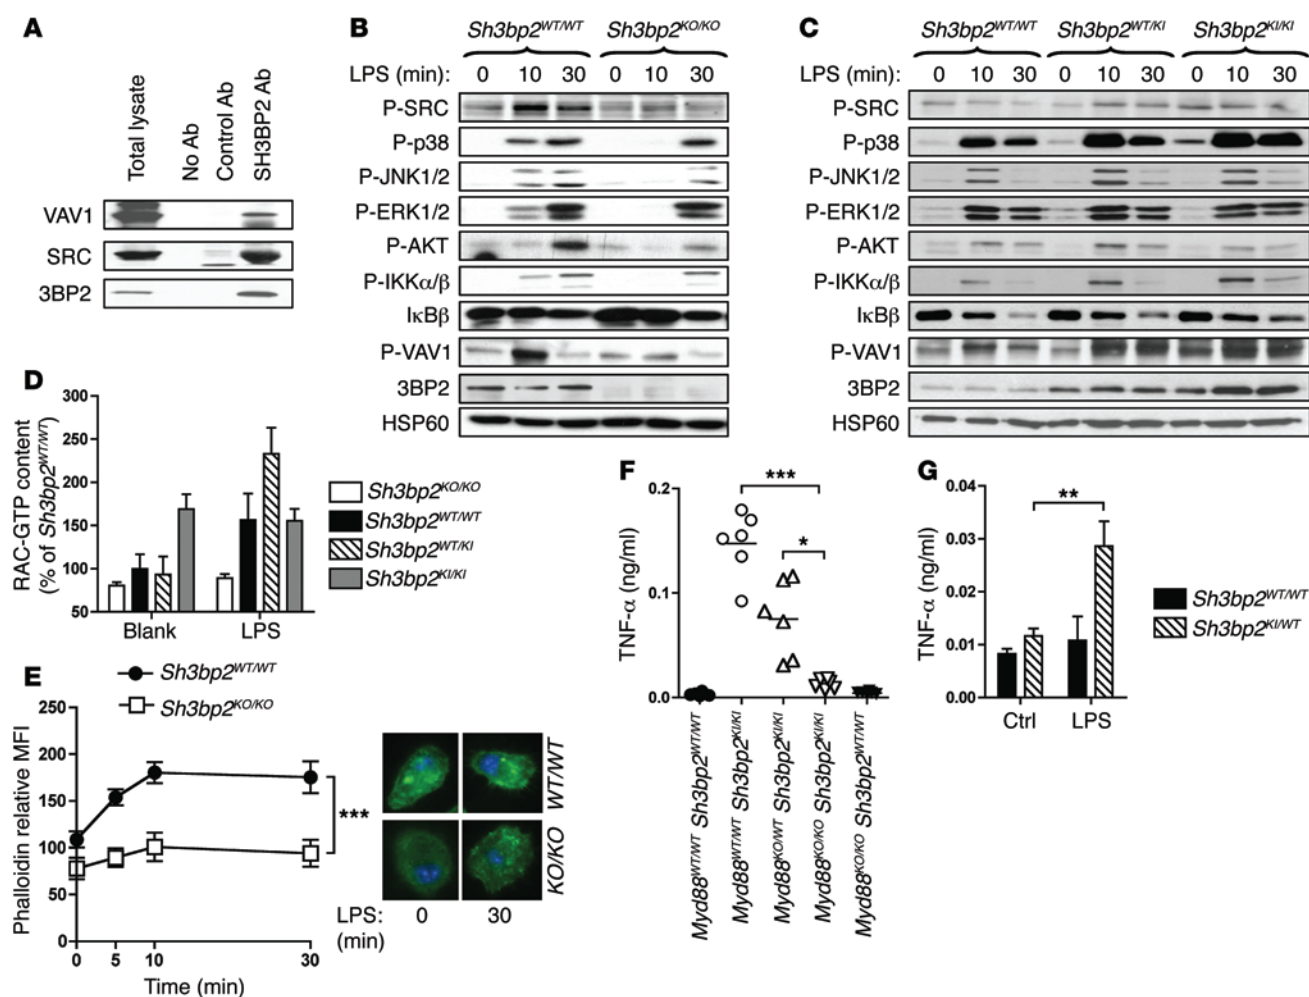 A
Total lysate
No Ab
Control Ab
SH3BP2 Ab
VAV1
SRC
3BP2
B
Sh3bp2WT/WT Sh3bp2KO/KO
LPS (min): 0 10 30 0 10 30
P-SRC
P-p38
P-JNK1/2
P-ERK1/2
P-AKT
P-IKKα/β
IκBβ
P-VAV1
3BP2
HSP60
C
Sh3bp2WT/WT Sh3bp2WT/KI Sh3bp2KI/KI
LPS (min): 0 10 30 0 10 30 0 10 30
P-SRC
P-p38
P-JNK1/2
P-ERK1/2
P-AKT
P-IKKα/β
IκBβ
P-VAV1
3BP2
HSP60
D
RAC-GTP content
(% of Sh3bp2WT/WT)
300
250
200
150
100
50
Blank LPS
Sh3bp2KO/KO
Sh3bp2WT/WT
Sh3bp2WT/KI
Sh3bp2KI/KI
E
Sh3bp2WT/WT
Sh3bp2KO/KO
Phalloidin relative MFI
250
200
150
100
50
0
0 5 10 30
Time (min)
***
WT/WT
KO/KO
LPS: 0 30
(min)
F
TNF-α (ng/ml)
0.2
0.1
0.0
***
*
Myd88WT/WT Sh3bp2WT/WT
Myd88WT/WT Sh3bp2KI/KI
Myd88KO/WT Sh3bp2KI/KI
Myd88KO/KO Sh3bp2KI/KI
Myd88KO/KO Sh3bp2WT/WT
G
TNF-α (ng/ml)
0.04
0.03
0.02
0.01
0.00
**
Ctrl LPS
Sh3bp2WT/WT
Sh3bp2KI/WT